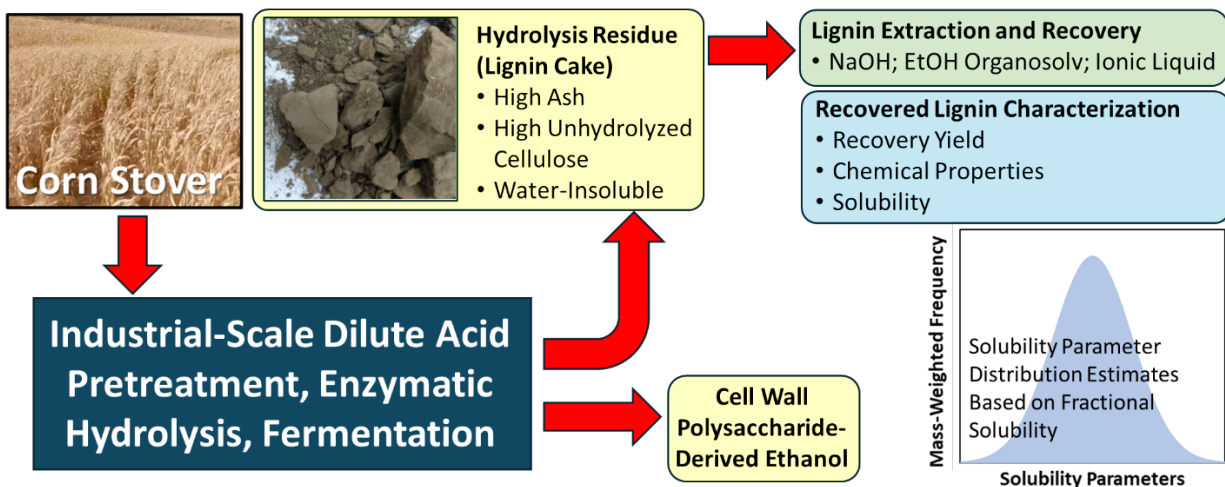 Corn Stover
Hydrolysis Residue
(Lignin Cake)
• High Ash
• High Unhydrolyzed
Cellulose
• Water-Insoluble
Lignin Extraction and Recovery
• NaOH; EtOH Organosolv; Ionic Liquid
Recovered Lignin Characterization
• Recovery Yield
• Chemical Properties
• Solubility
Industrial-Scale Dilute Acid
Pretreatment, Enzymatic
Hydrolysis, Fermentation
Cell Wall
Polysaccharide-
Derived Ethanol
Mass-Weighted Frequency
Solubility Parameter
Distribution Estimates
Based on Fractional
Solubility
Solubility Parameters